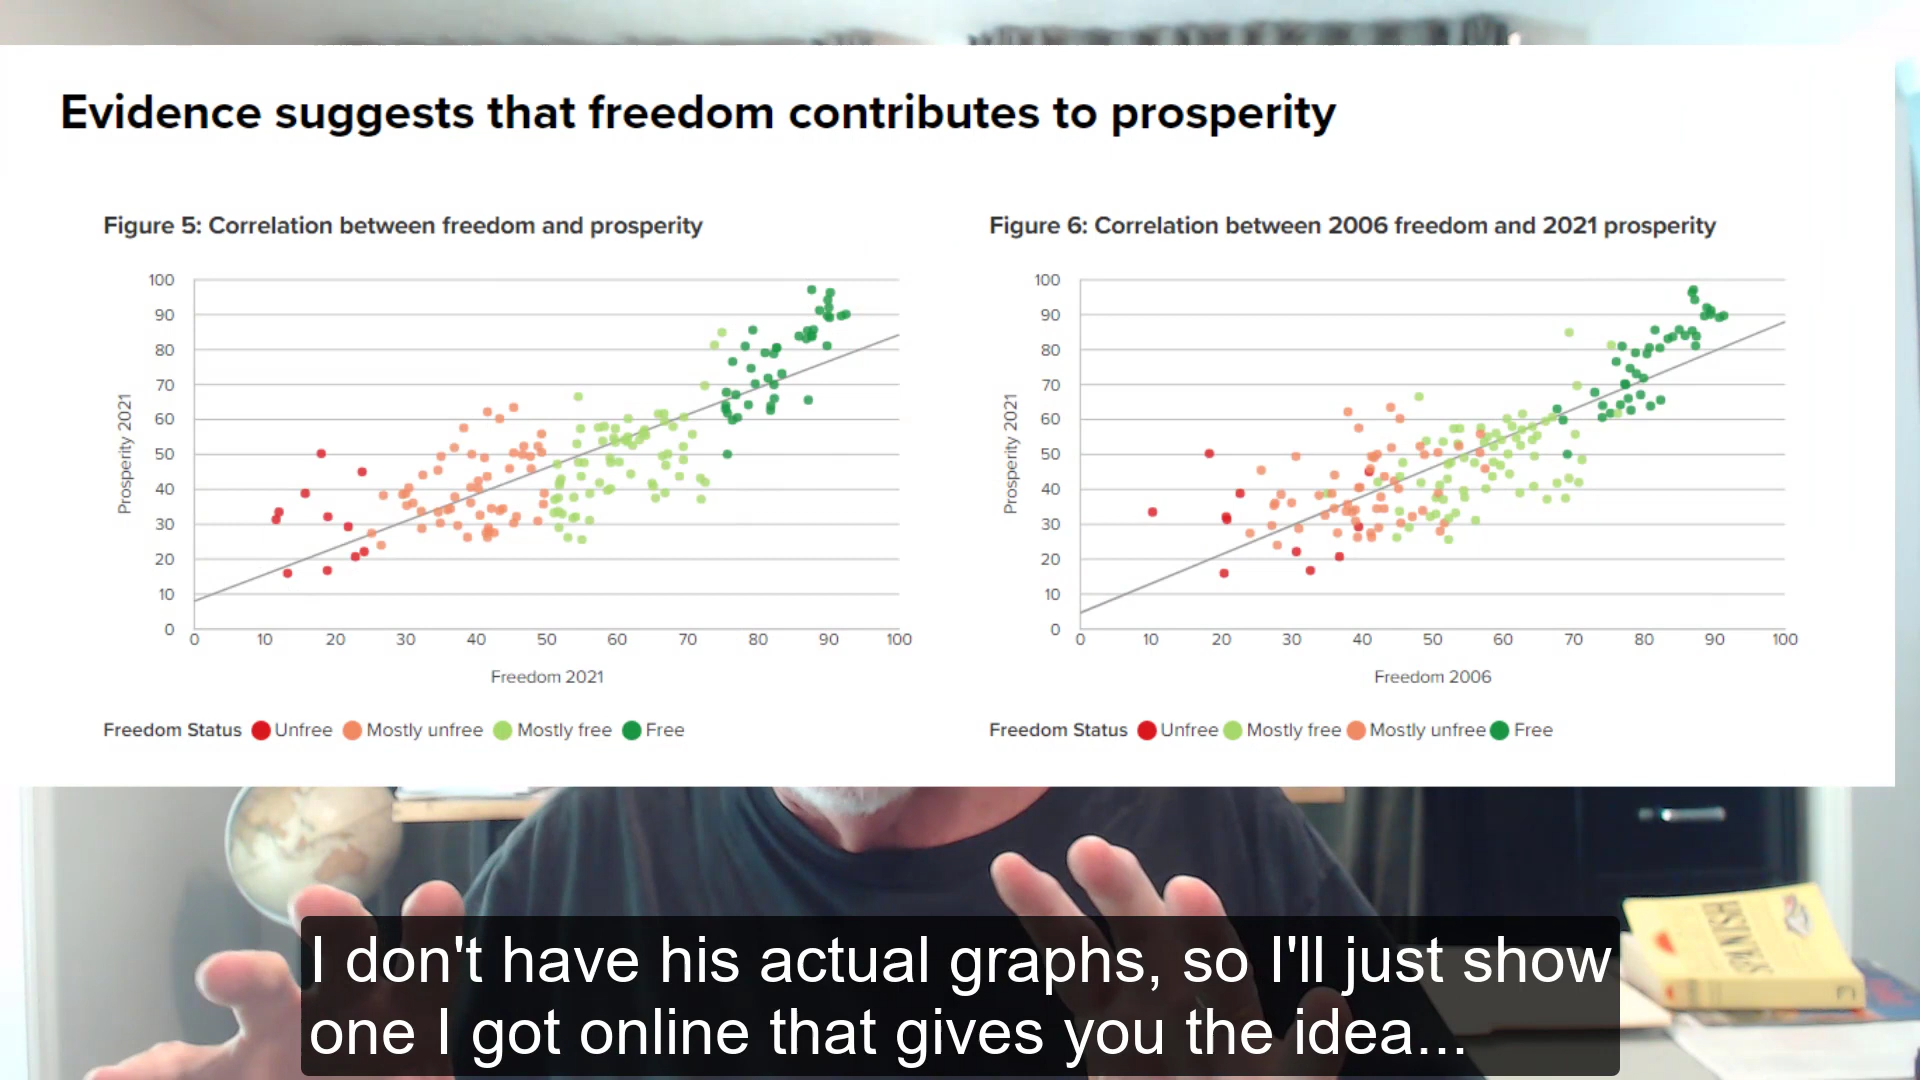 Evidence suggests that freedom contributes to prosperity
Figure 5: Correlation between freedom and prosperity
100
90
80
70
60
50
40
30
20
10
0
Prosperity 2021
0 10 20 30 40 50 60 70 80 90 100
Freedom 2021
Freedom Status Unfree Mostly unfree Mostly free Free
Figure 6: Correlation between 2006 freedom and 2021 prosperity
100
90
80
70
60
50
40
30
20
10
0
Prosperity 2021
0 10 20 30 40 50 60 70 80 90 100
Freedom 2006
Freedom Status Unfree Mostly free Mostly unfree Free
SPANISH
I don't have his actual graphs, so I'll just show
one I got online that gives you the idea...